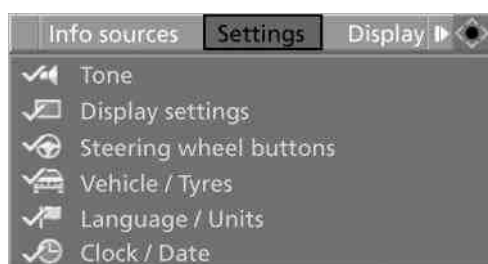 Info sources Settings Display
Tone
Display settings
Steering wheel buttons
Vehicle / Tyres
Language / Units
Clock / Date